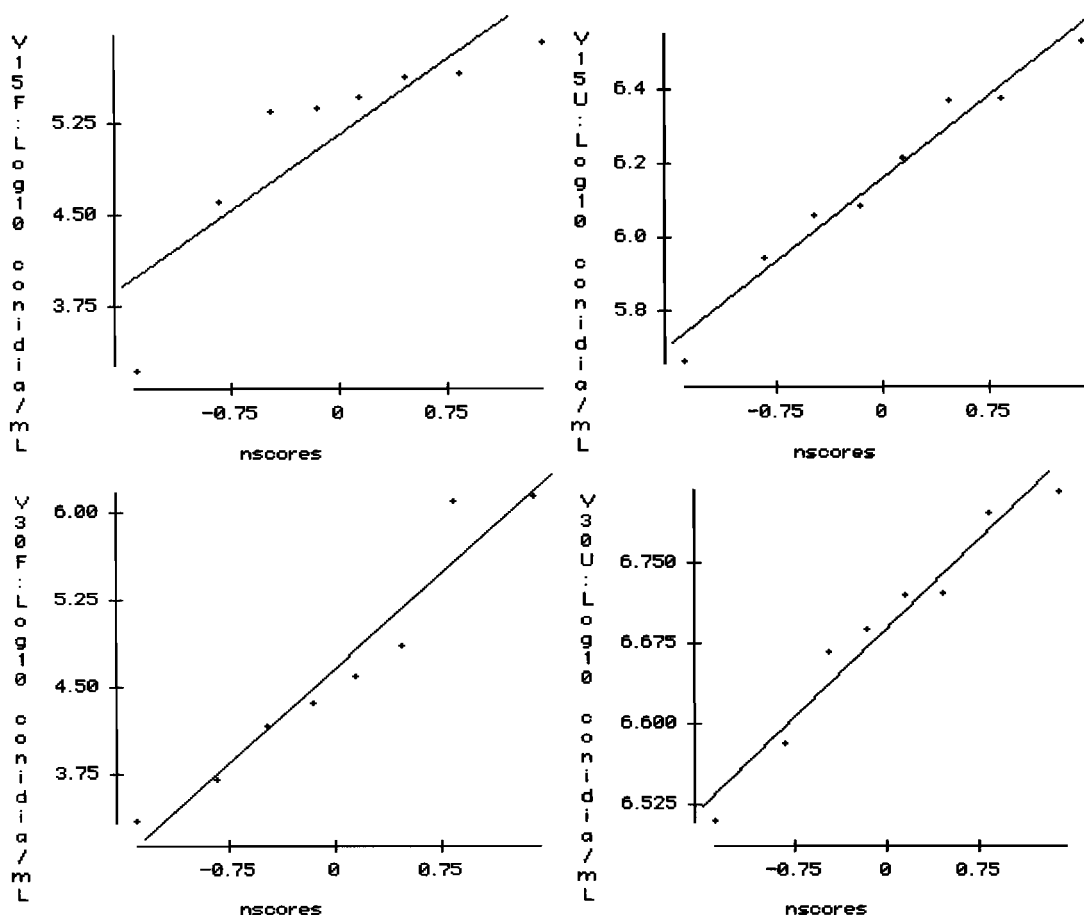 V15F:Log10 conidia/mL
5.25
4.50
3.75
-0.75 0 0.75
nscores
V15U:Log10 conidia/mL
6.4
6.2
6.0
5.8
-0.75 0 0.75
nscores
V30F:Log10 conidia/mL
6.00
5.25
4.50
3.75
-0.75 0 0.75
nscores
V30U:Log10 conidia/mL
6.750
6.675
6.600
6.525
-0.75 0 0.75
nscores